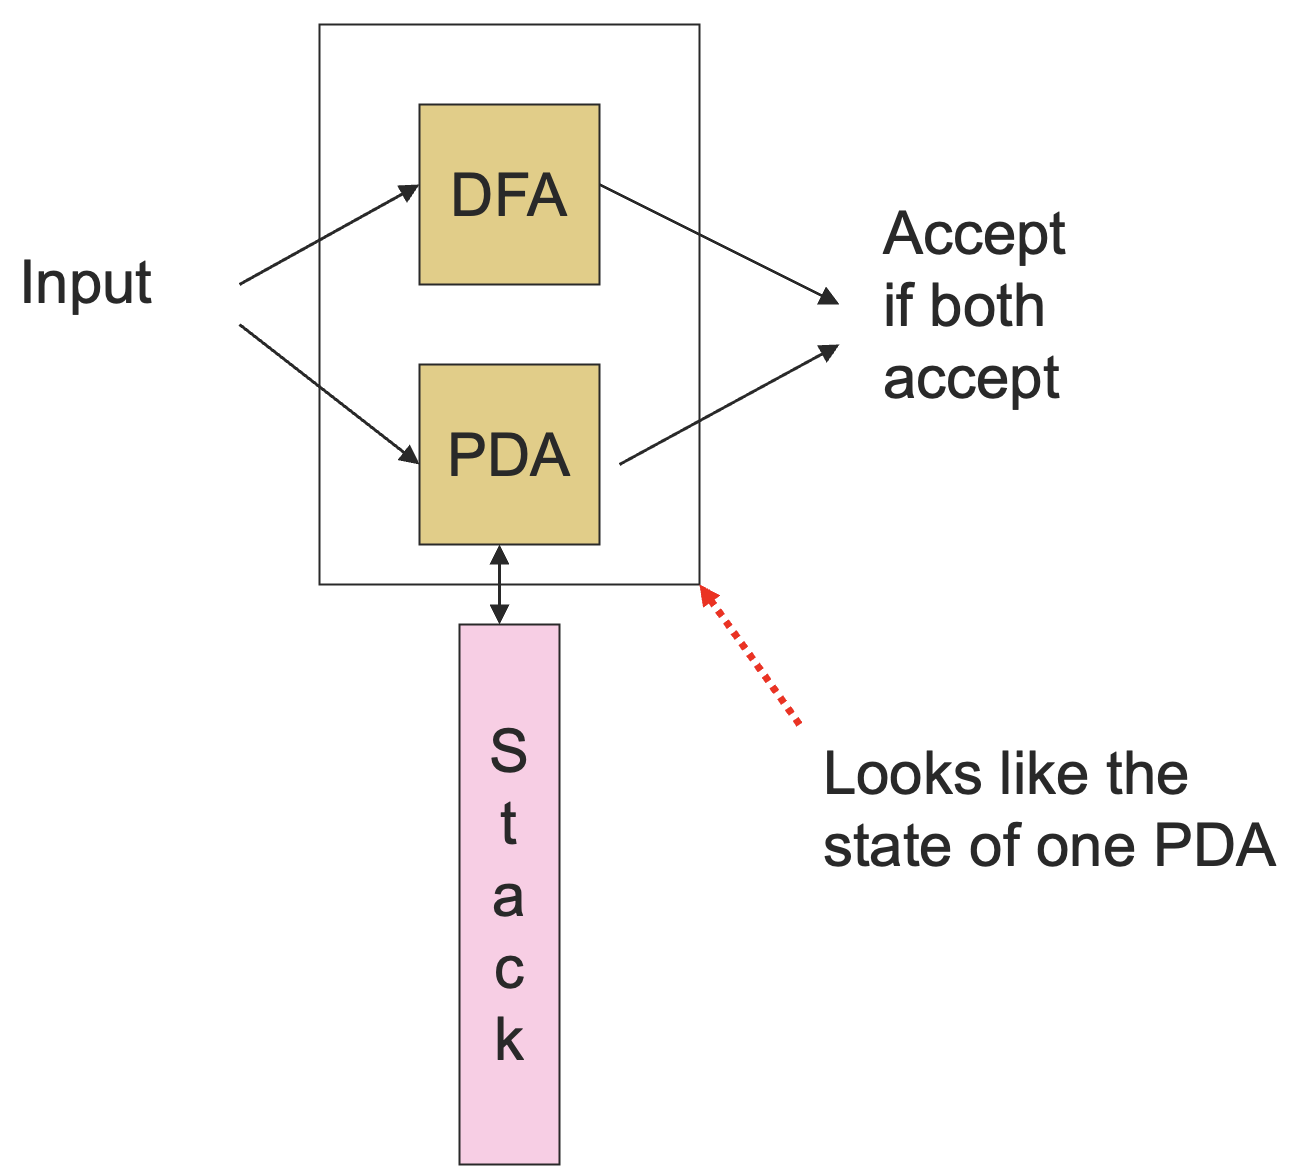 Input
DFA
PDA
Accept
if both
accept
S
t
a
c
k
Looks like the
state of one PDA